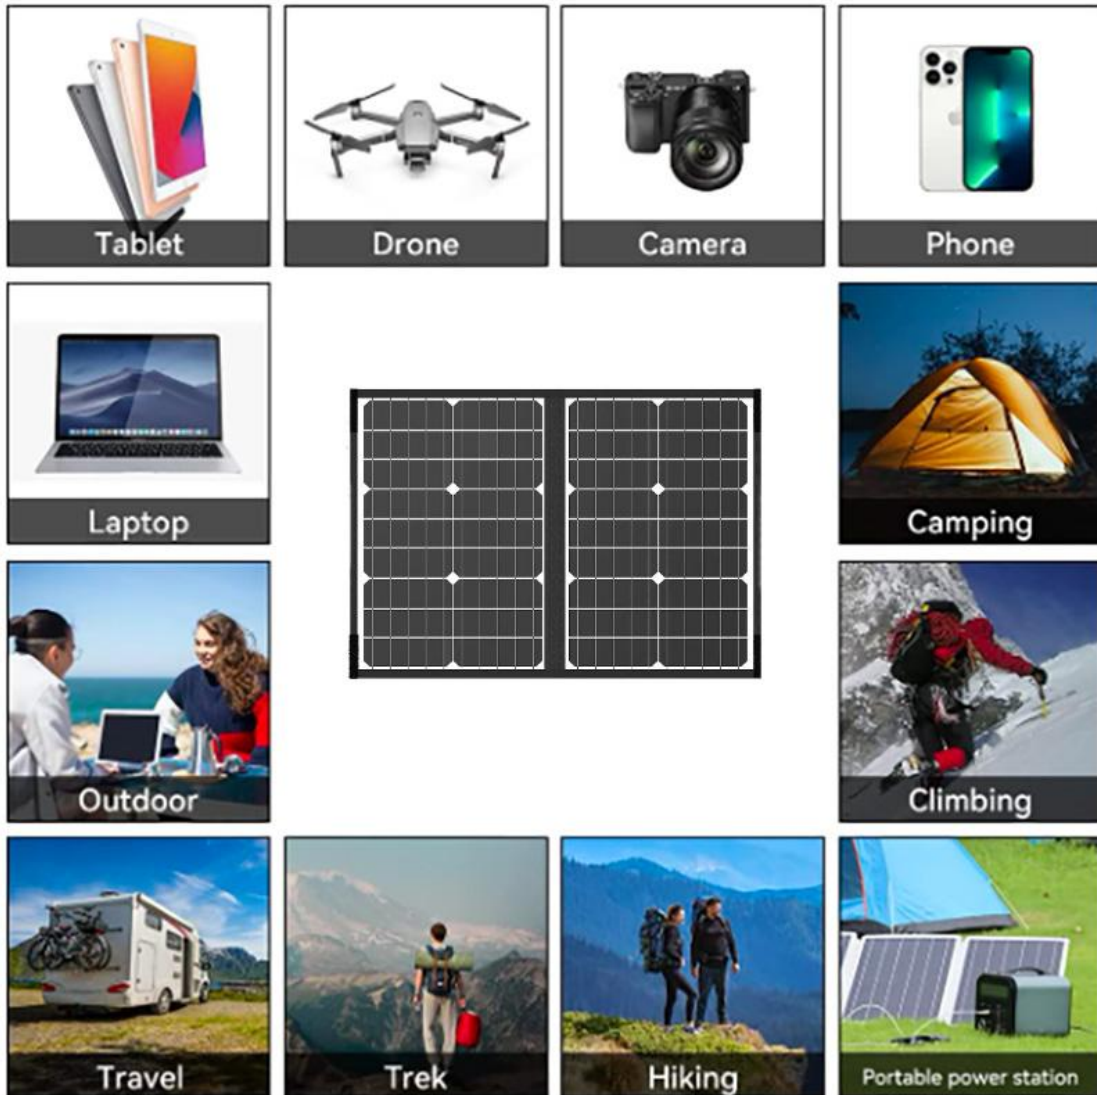 Tablet
Drone
Camera
Phone
Laptop
Camping
Outdoor
Climbing
Travel
Trek
Hiking
Portable power station